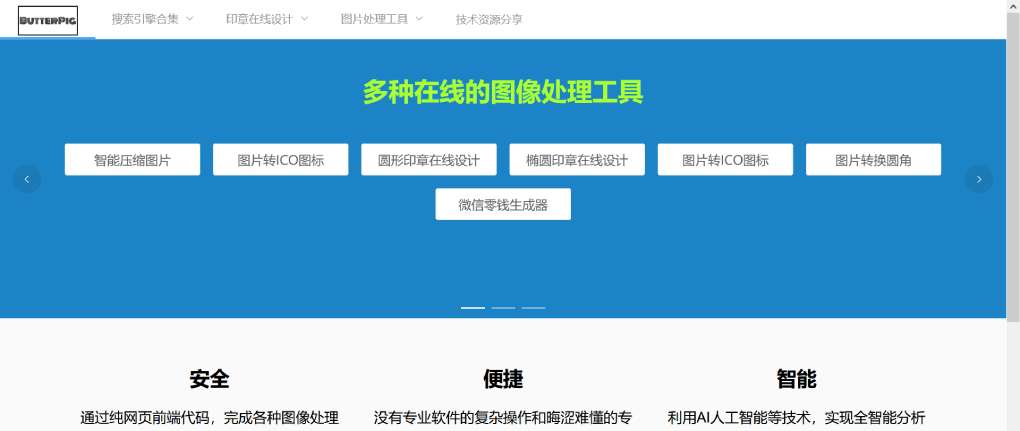 ButterPig 搜索引擎合集 印章在线设计 图片处理工具 技术资源分享
多种在线的图像处理工具
智能压缩图片 图片转ICO图标 圆形印章在线设计 椭圆印章在线设计 图片转ICO图标 图片转换圆角
微信零钱生成器
安全 便捷 智能
通过纯网页前端代码，完成各种图像处理 没有专业软件的复杂操作和晦涩难懂的专 利用AI人工智能等技术，实现全智能分析